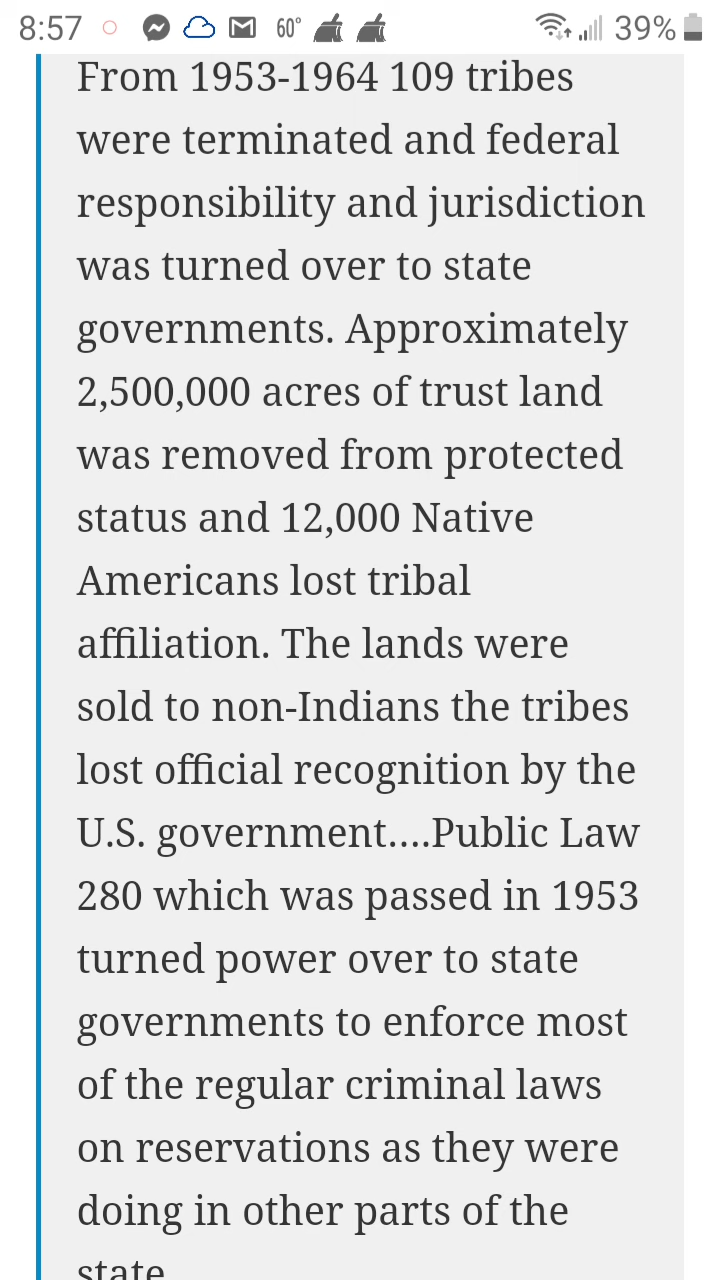 8:57 60° 39%
From 1953-1964 109 tribes
were terminated and federal
responsibility and jurisdiction
was turned over to state
governments. Approximately
2,500,000 acres of trust land
was removed from protected
status and 12,000 Native
Americans lost tribal
affiliation. The lands were
sold to non-Indians the tribes
lost official recognition by the
U.S. government....Public Law
280 which was passed in 1953
turned power over to state
governments to enforce most
of the regular criminal laws
on reservations as they were
doing in other parts of the
state